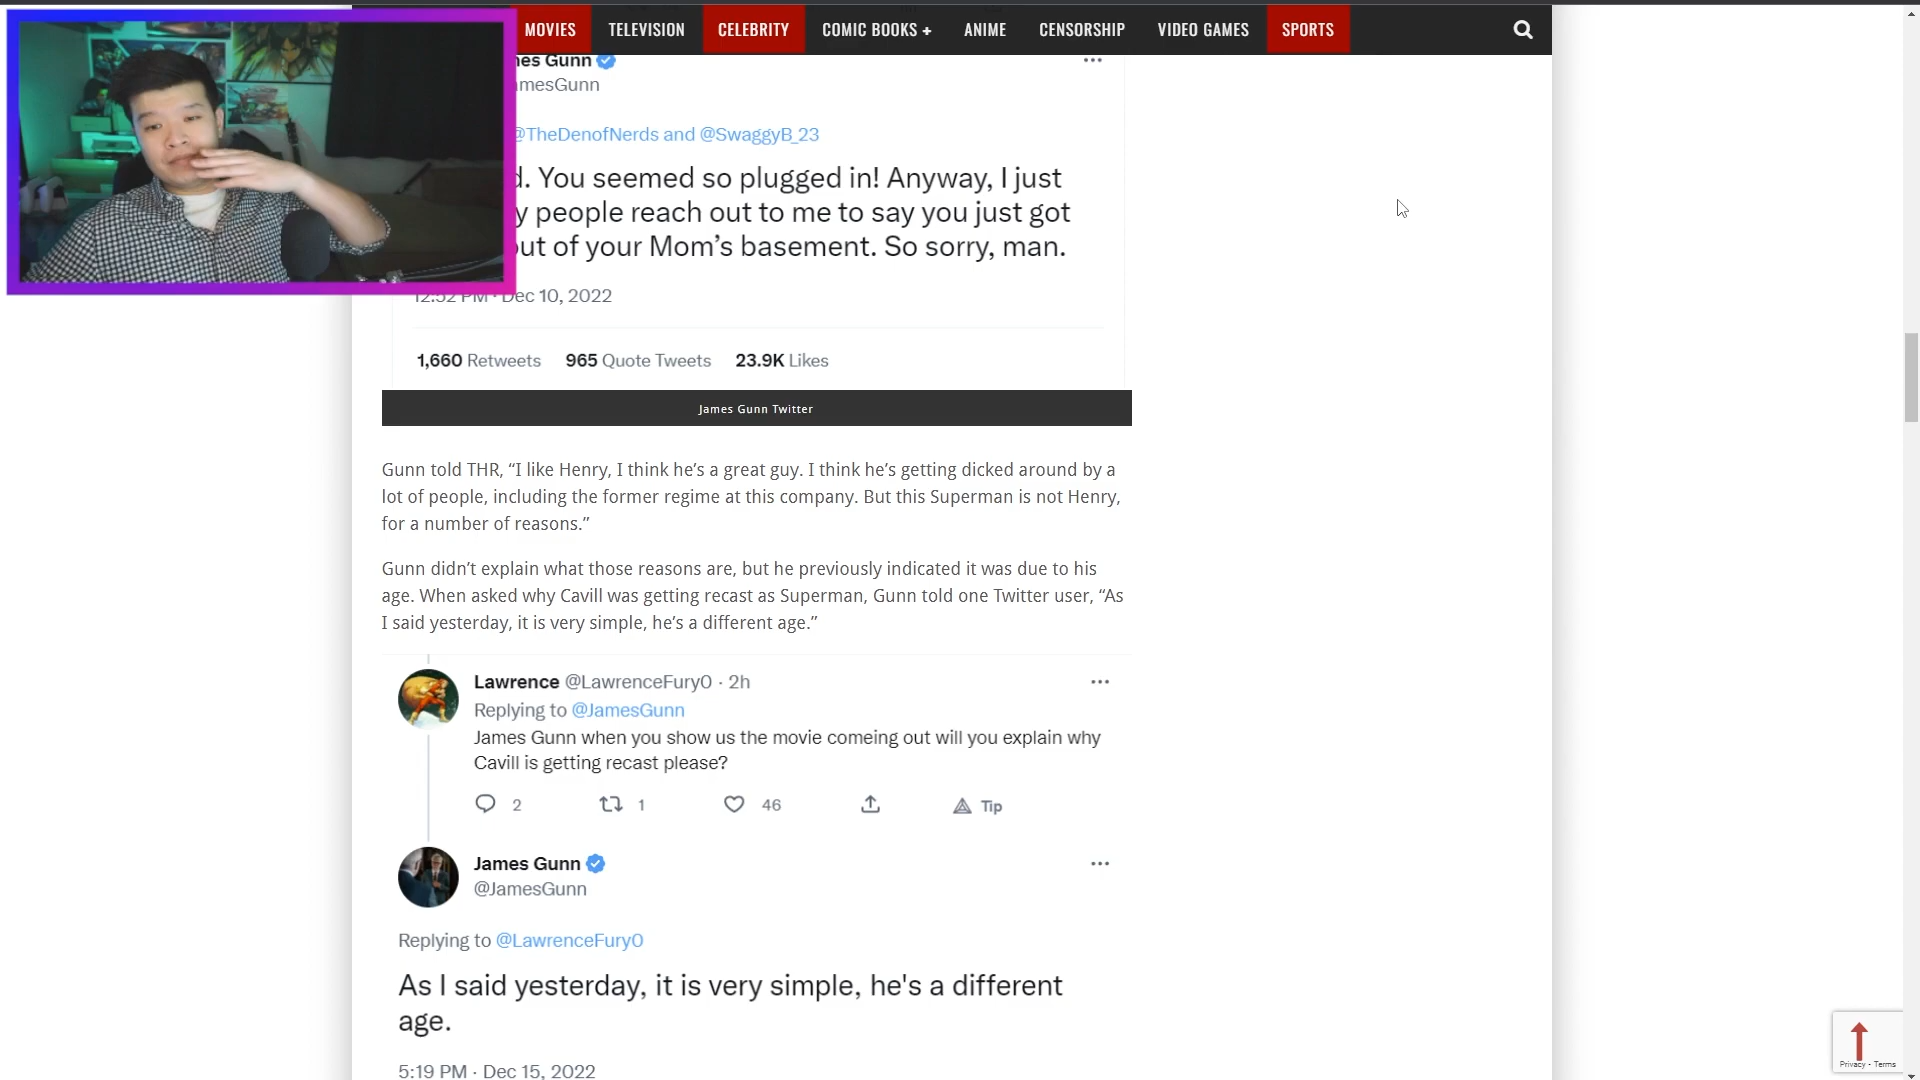 MOVIES TELEVISION CELEBRITY COMIC BOOKS + ANIME CENSORSHIP VIDEO GAMES SPORTS
nes Gunn
mesGunn
@TheDenofNerds and @SwaggyB_23
d. You seemed so plugged in! Anyway, I just
y people reach out to me to say you just got
out of your Mom’s basement. So sorry, man.
12:52 PM · Dec 10, 2022
1,660 Retweets 965 Quote Tweets 23.9K Likes
James Gunn Twitter
Gunn told THR, “I like Henry, I think he’s a great guy. I think he’s getting dicked around by a
lot of people, including the former regime at this company. But this Superman is not Henry,
for a number of reasons.”
Gunn didn’t explain what those reasons are, but he previously indicated it was due to his
age. When asked why Cavill was getting recast as Superman, Gunn told one Twitter user, “As
I said yesterday, it is very simple, he’s a different age.”
Lawrence @LawrenceFury0 · 2h
Replying to @JamesGunn
James Gunn when you show us the movie comeing out will you explain why
Cavill is getting recast please?
2 1 46 Tip
James Gunn
@JamesGunn
Replying to @LawrenceFury0
As I said yesterday, it is very simple, he's a different
age.
5:19 PM · Dec 15, 2022
Privacy - Terms